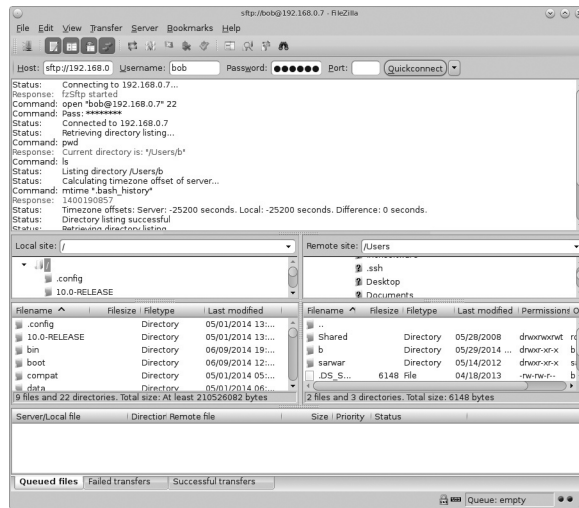 sftp://bob@192.168.0.7 - FileZilla
File Edit View Transfer Server Bookmarks Help
Host: sftp://192.168.0 Username: bob Password: ●●●●●● Port: Quickconnect
Status: Connecting to 192.168.0.7...
Response: fzSftp started
Command: open "bob@192.168.0.7" 22
Command: Pass: ********
Status: Connected to 192.168.0.7
Status: Retrieving directory listing...
Command: pwd
Response: Current directory is: "/Users/b"
Command: ls
Status: Listing directory /Users/b
Status: Calculating timezone offset of server...
Command: mtime ".bash_history"
Response: 1400190857
Status: Timezone offsets: Server: -25200 seconds. Local: -25200 seconds. Difference: 0 seconds.
Status: Directory listing successful
Status: Retrieving directory listing
Local site: /
/
.config
10.0-RELEASE
Remote site: /Users
.ssh
Desktop
Documents
Filename Filesize Filetype Last modified
.config Directory 05/01/2014 13:...
10.0-RELEASE Directory 05/01/2014 13:...
bin Directory 06/09/2014 19:...
boot Directory 06/09/2014 12:...
compat Directory 05/01/2014 05:...
data Directory 05/01/2014 06:...
9 files and 22 directories. Total size: At least 210526082 bytes
Filename Filesize Filetype Last modified Permissions O
..
Shared Directory 05/28/2008 drwxrwxrwt
b Directory 05/29/2014 ... drwxr-xr-x b
sarwar Directory 05/14/2012 drwxr-xr-x
.DS_S... 6148 File 04/18/2013 -rw-rw-r-- b
2 files and 3 directories. Total size: 6148 bytes
Server/Local file Direction Remote file Size Priority Status
Queued files Failed transfers Successful transfers
Queue: empty